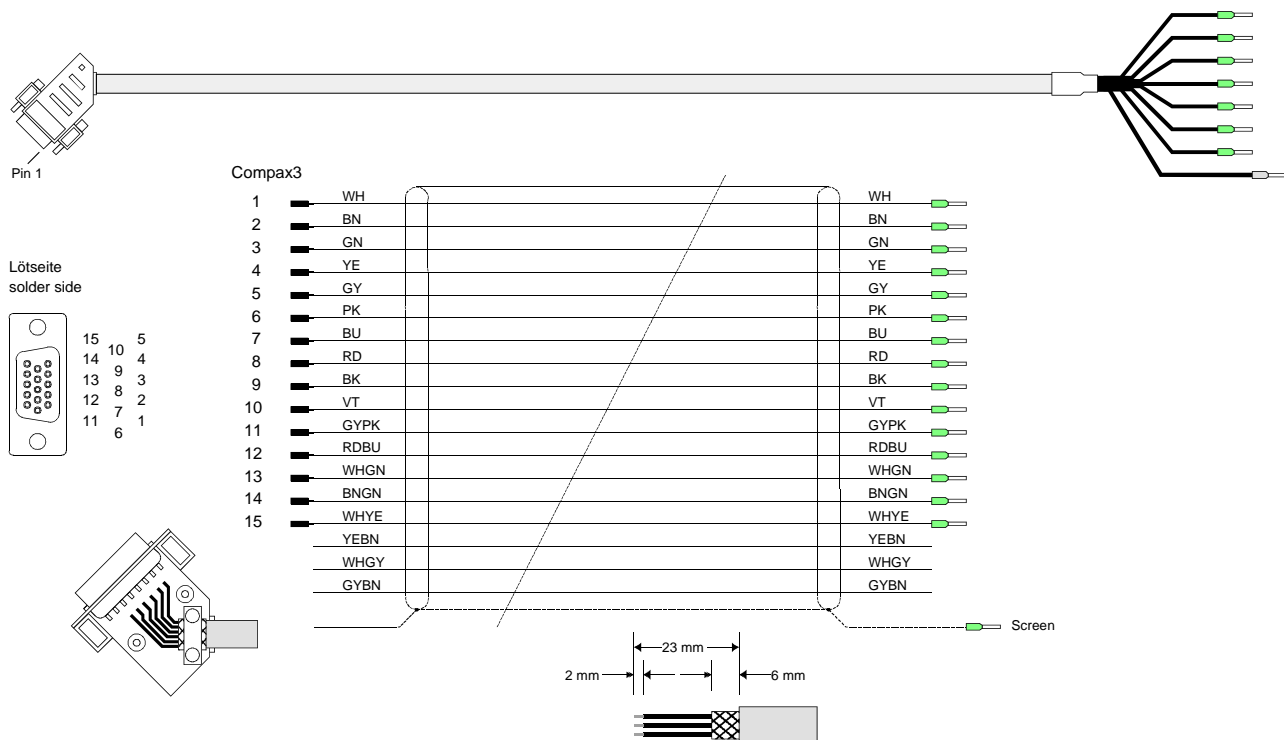 Pin 1
Compax3
1 WH WH
2 BN BN
3 GN GN
4 YE YE
5 GY GY
6 PK PK
7 BU BU
8 RD RD
9 BK BK
10 VT VT
11 GYPK GYPK
12 RDBU RDBU
13 WHGN WHGN
14 BNGN BNGN
15 WHYE WHYE
YEBN YEBN
WHGY WHGY
GYBN GYBN
Screen
Lötseite
solder side
15 5
10
14 4
9
13 3
8
12 2
7
11 1
6
23 mm
2 mm 6 mm